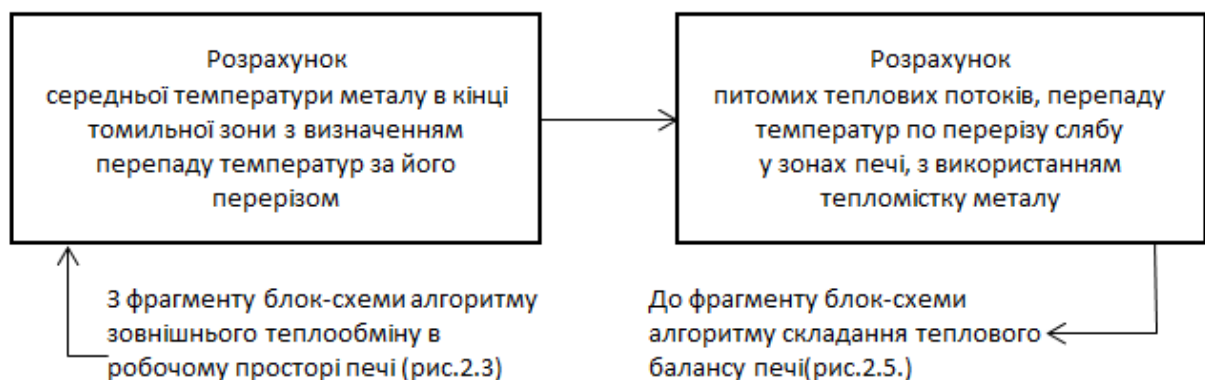 Розрахунок
середньої температури металу в кінці
томильної зони з визначенням
перепаду температур за його
перерізом
Розрахунок
питомих теплових потоків, перепаду
температур по перерізу слябу
у зонах печі, з використанням
тепломістку металу
З фрагменту блок-схеми алгоритму
зовнішнього теплообміну в
робочому просторі печі (рис.2.3)
До фрагменту блок-схеми
алгоритму складання теплового
балансу печі(рис.2.5.)